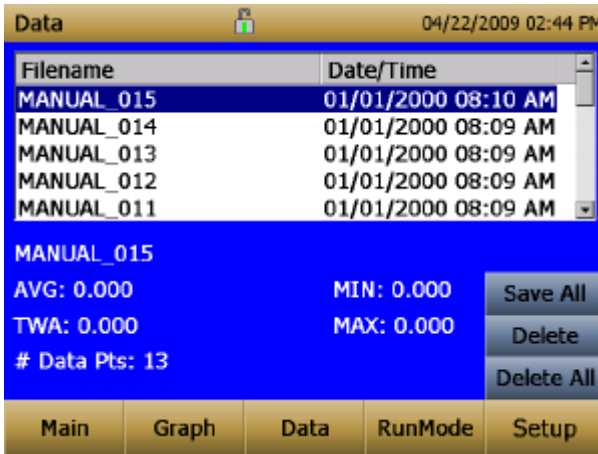 Data 04/22/2009 02:44 PM
Filename Date/Time
MANUAL_015 01/01/2000 08:10 AM
MANUAL_014 01/01/2000 08:09 AM
MANUAL_013 01/01/2000 08:09 AM
MANUAL_012 01/01/2000 08:09 AM
MANUAL_011 01/01/2000 08:09 AM
MANUAL_015
AVG: 0.000 MIN: 0.000 Save All
TWA: 0.000 MAX: 0.000 Delete
# Data Pts: 13
Delete All
Main Graph Data RunMode Setup